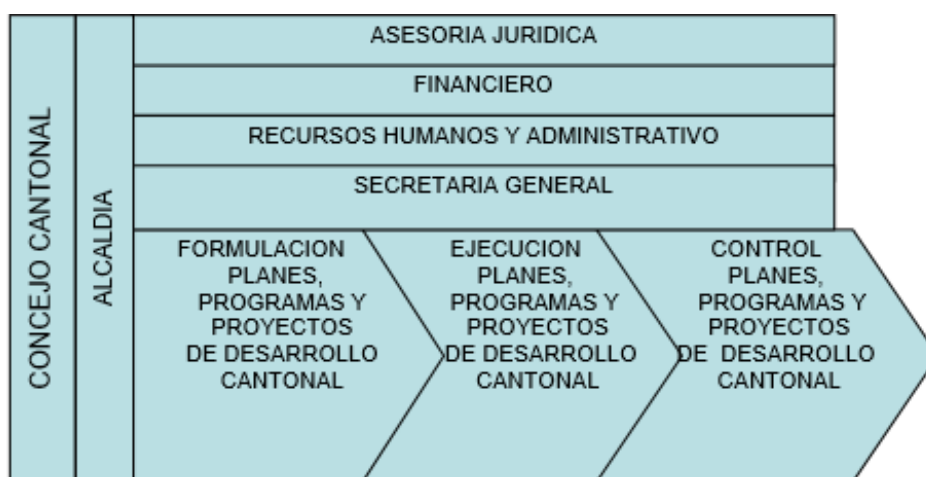 CONCEJO CANTONAL
ALCALDIA
ASESORIA JURIDICA
FINANCIERO
RECURSOS HUMANOS Y ADMINISTRATIVO
SECRETARIA GENERAL
FORMULACION
PLANES,
PROGRAMAS Y
PROYECTOS
DE DESARROLLO
CANTONAL
EJECUCION
PLANES,
PROGRAMAS Y
PROYECTOS
DE DESARROLLO
CANTONAL
CONTROL
PLANES,
PROGRAMAS Y
PROYECTOS
DE DESARROLLO
CANTONAL